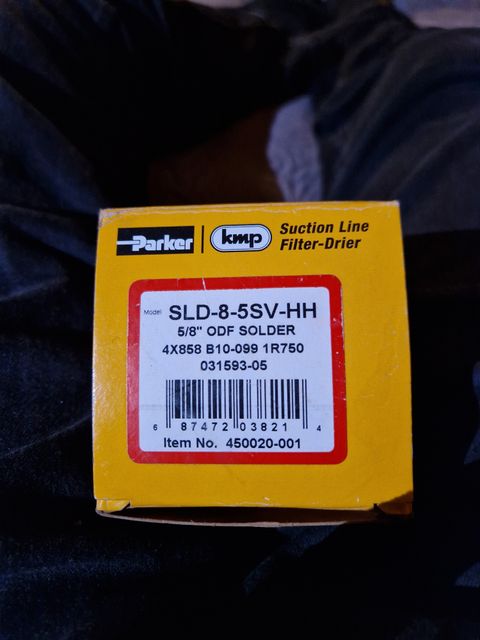 Parker kmp Suction Line
Filter-Drier
Model SLD-8-5SV-HH
5/8" ODF SOLDER
4X858 B10-099 1R750
031593-05
6 87472 03821 4
Item No. 450020-001